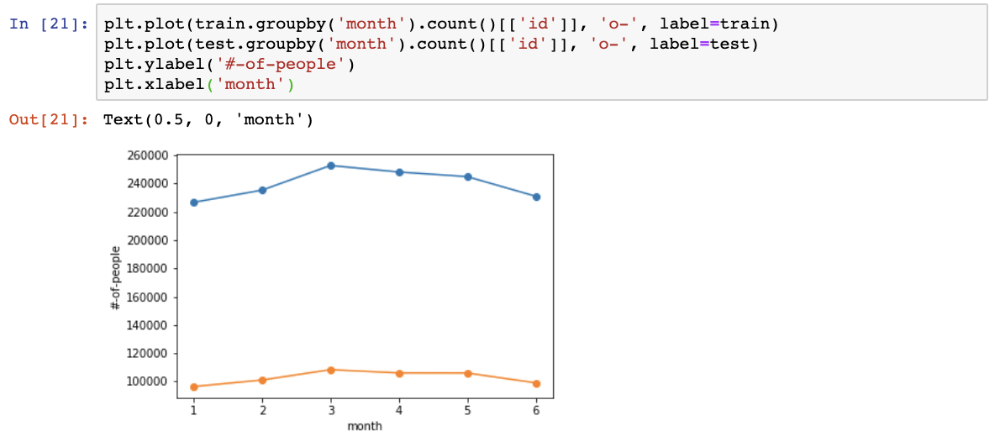 In [21]: plt.plot(train.groupby('month').count()[['id']], 'o-', label=train)
plt.plot(test.groupby('month').count()[['id']], 'o-', label=test)
plt.ylabel('#-of-people')
plt.xlabel('month')
Out[21]: Text(0.5, 0, 'month')
260000
240000
220000
200000
180000
160000
140000
120000
100000
#-of-people
1 2 3 4 5 6
month